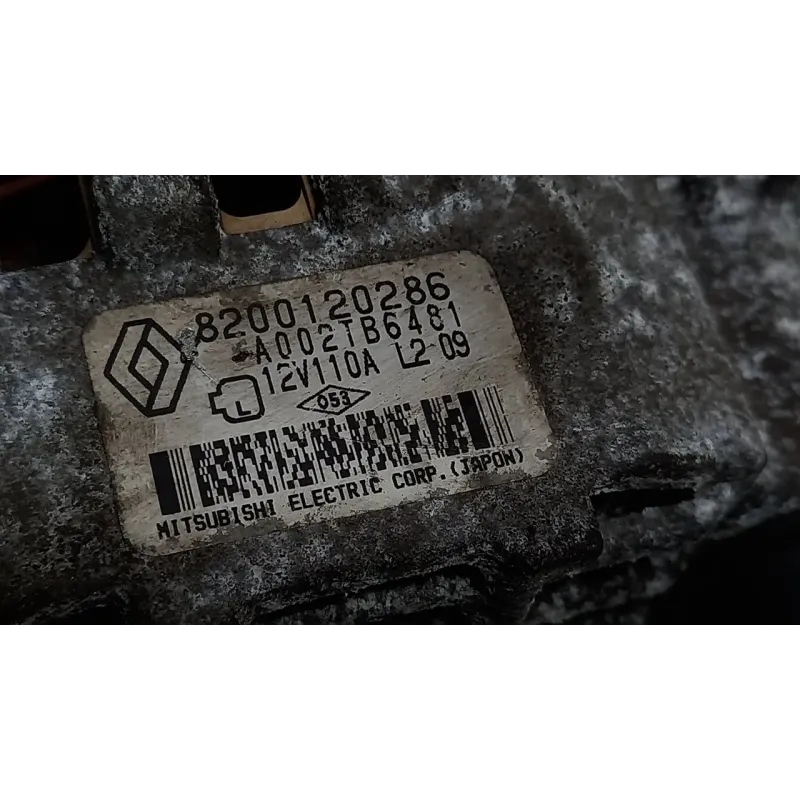 8200120286
A002TB6481
12V110A L2 09
L
053
MITSUBISHI ELECTRIC CORP.(JAPON)